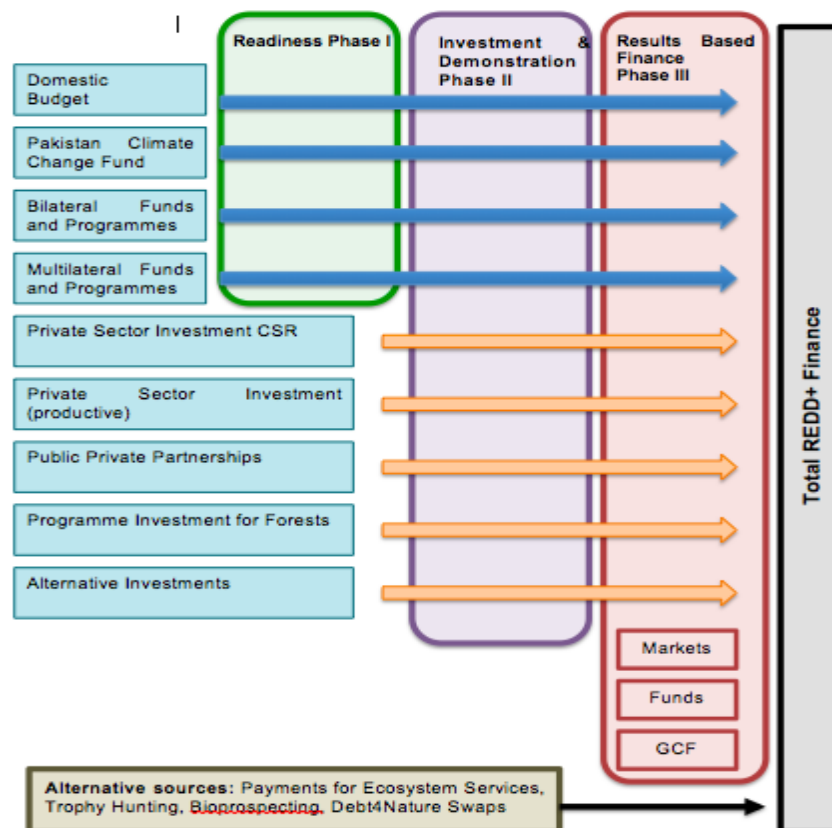 Readiness Phase I
Investment &
Demonstration
Phase II
Results Based
Finance
Phase III
Domestic
Budget
Pakistan Climate
Change Fund
Bilateral Funds
and Programmes
Multilateral Funds
and Programmes
Private Sector Investment CSR
Private Sector Investment
(productive)
Public Private Partnerships
Programme Investment for Forests
Alternative Investments
Markets
Funds
GCF
Total REDD+ Finance
Alternative sources: Payments for Ecosystem Services,
Trophy Hunting, Bioprospecting, Debt4Nature Swaps